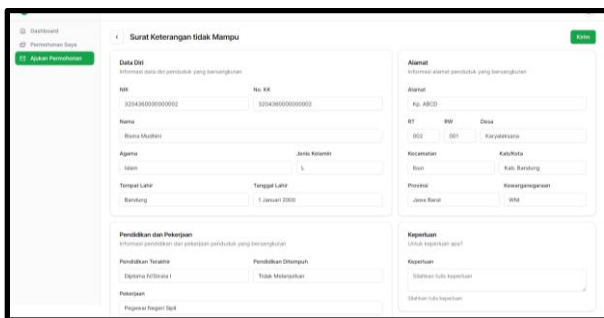 Dashboard
Permohonan Saya
Ajukan Permohonan
Surat Keterangan tidak Mampu
Kirim
Data Diri
Informasi data diri penduduk yang bersangkutan
NIK
No. KK
3204360000000002
3204360000000002
Nama
Risma Mudhini
Agama
Jenis Kelamin
Islam
L
Tempat Lahir
Tanggal Lahir
Bandung
1 Januari 2000
Alamat
Informasi alamat penduduk yang bersangkutan
Alamat
Kp. ABCD
RT
RW
Desa
002
001
Karyalaksana
Kecamatan
Kab/Kota
Ibun
Kab. Bandung
Provinsi
Kewarganegaraan
Jawa Barat
WNI
Pendidikan dan Pekerjaan
Informasi pendidikan dan pekerjaan penduduk yang bersangkutan
Pendidikan Terakhir
Pendidikan Ditempuh
Diploma IV/Strata I
Tidak Melanjutkan
Pekerjaan
Pegawai Negeri Sipil
Keperluan
Untuk keperluan apa?
Keperluan
Silahkan tulis keperluan
Silahkan tulis keperluan